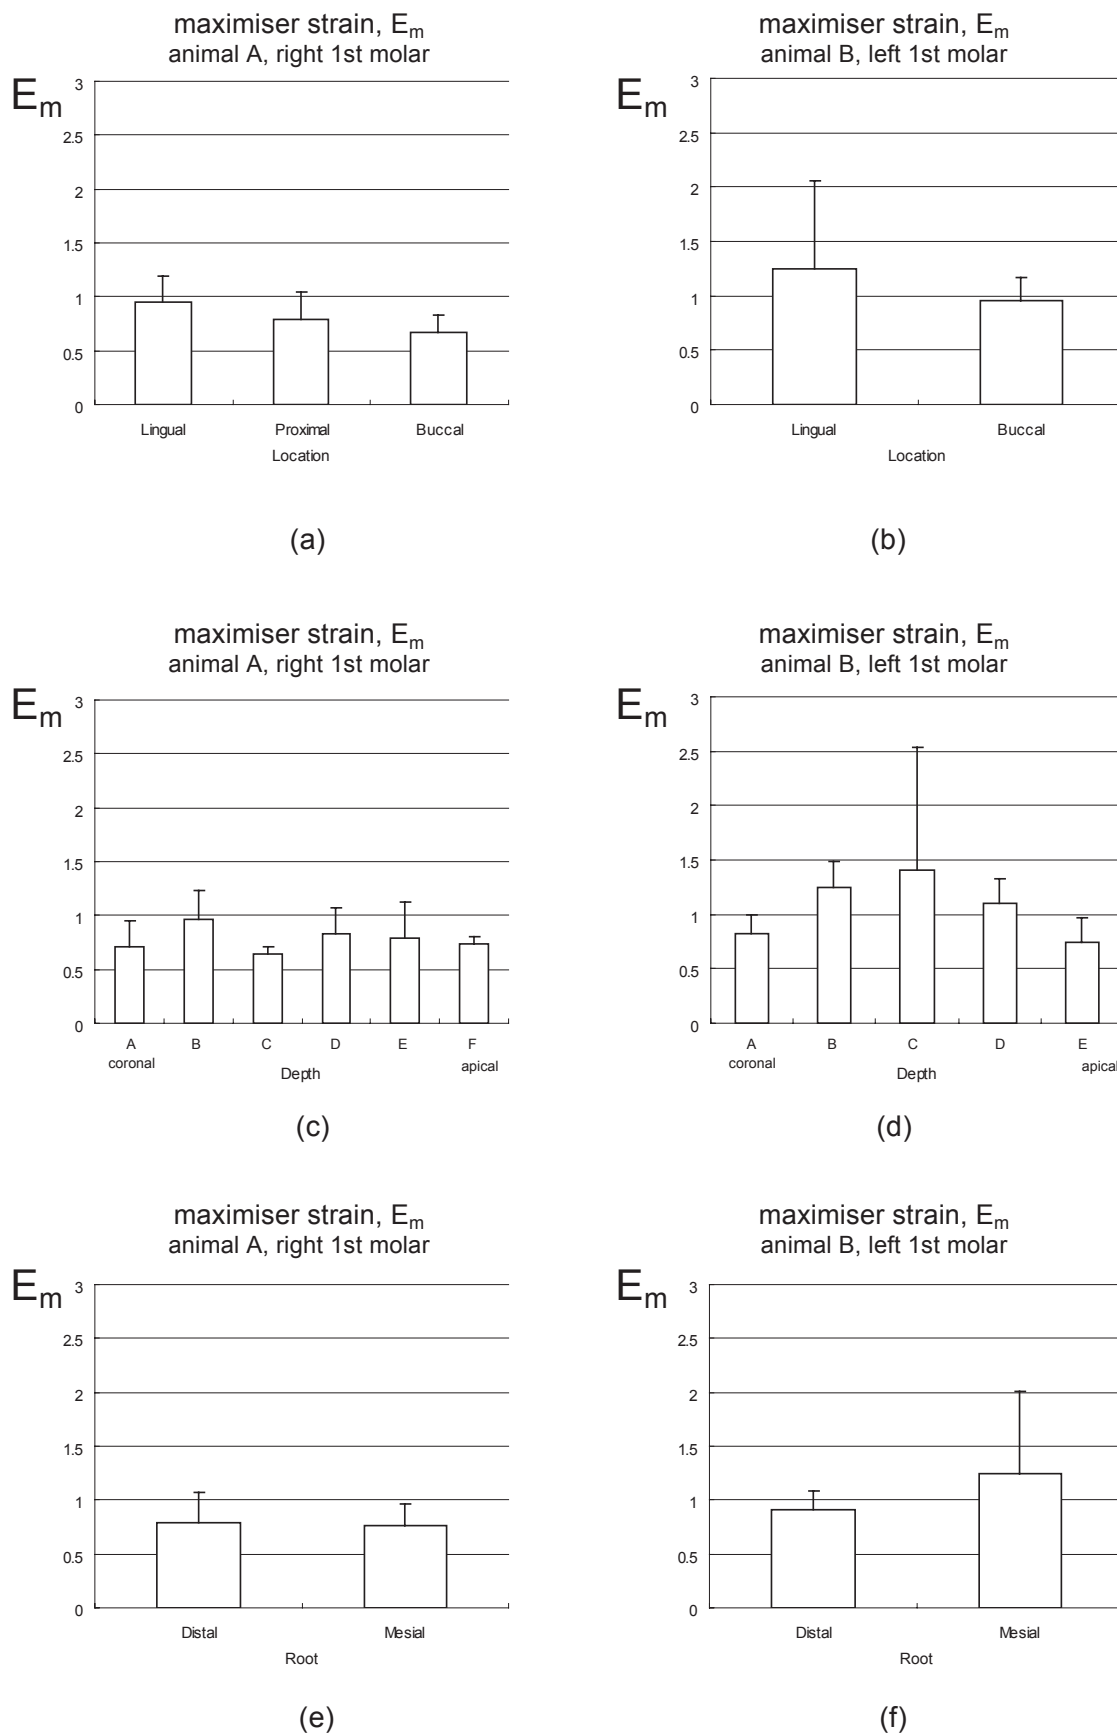 maximiser strain, Em
animal A, right 1st molar
Em
3
2.5
2
1.5
1
0.5
0
Lingual Proximal Buccal
Location
(a)
maximiser strain, Em
animal B, left 1st molar
Em
3
2.5
2
1.5
1
0.5
0
Lingual Buccal
Location
(b)
maximiser strain, Em
animal A, right 1st molar
Em
3
2.5
2
1.5
1
0.5
0
A B C D E F
coronal apical
Depth
(c)
maximiser strain, Em
animal B, left 1st molar
Em
3
2.5
2
1.5
1
0.5
0
A B C D E
coronal apical
Depth
(d)
maximiser strain, Em
animal A, right 1st molar
Em
3
2.5
2
1.5
1
0.5
0
Distal Mesial
Root
(e)
maximiser strain, Em
animal B, left 1st molar
Em
3
2.5
2
1.5
1
0.5
0
Distal Mesial
Root
(f)